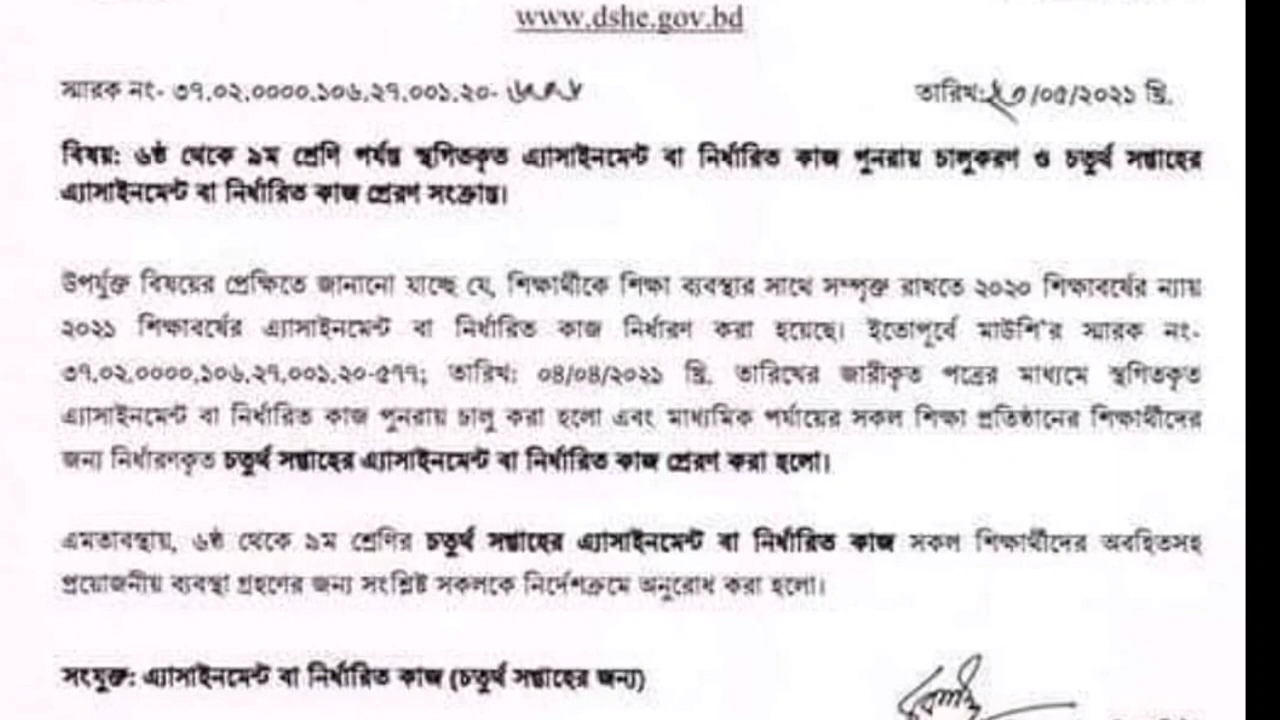 www.dshe.gov.bd
স্মারক নং- ৩৭.০২.০০০০.১০৬.২৭.০০১.২০- তারিখ: /০৫/২০২১ খ্রি.
বিষয়: ৬ষ্ঠ থেকে ৯ম শ্রেণি পর্যন্ত স্থগিতকৃত এ্যাসাইনমেন্ট বা নির্ধারিত কাজ পুনরায় চালুকরণ ও চতুর্থ সপ্তাহের
এ্যাসাইনমেন্ট বা নির্ধারিত কাজ প্রেরণ সংক্রান্ত।
উপর্যুক্ত বিষয়ের প্রেক্ষিতে জানানো যাচ্ছে যে, শিক্ষার্থীকে শিক্ষা ব্যবস্থার সাথে সম্পৃক্ত রাখতে ২০২০ শিক্ষাবর্ষের ন্যায়
২০২১ শিক্ষাবর্ষের এ্যাসাইনমেন্ট বা নির্ধারিত কাজ নির্ধারণ করা হয়েছে। ইতোপূর্বে মাউশি'র স্মারক নং-
৩৭.০২.০০০০.১০৬.২৭.০০১.২০-৫৭৭; তারিখ: ০৪/০৪/২০২১ খ্রি. তারিখের জারীকৃত পত্রের মাধ্যমে স্থগিতকৃত
এ্যাসাইনমেন্ট বা নির্ধারিত কাজ পুনরায় চালু করা হলো এবং মাধ্যমিক পর্যায়ের সকল শিক্ষা প্রতিষ্ঠানের শিক্ষার্থীদের
জন্য নির্ধারণকৃত চতুর্থ সপ্তাহের এ্যাসাইনমেন্ট বা নির্ধারিত কাজ প্রেরণ করা হলো।
এমতাবস্থায়, ৬ষ্ঠ থেকে ৯ম শ্রেণির চতুর্থ সপ্তাহের এ্যাসাইনমেন্ট বা নির্ধারিত কাজ সকল শিক্ষার্থীদের অবহিতসহ
প্রয়োজনীয় ব্যবস্থা গ্রহণের জন্য সংশ্লিষ্ট সকলকে নির্দেশক্রমে অনুরোধ করা হলো।
সংযুক্ত: এ্যাসাইনমেন্ট বা নির্ধারিত কাজ (চতুর্থ সপ্তাহের জন্য)